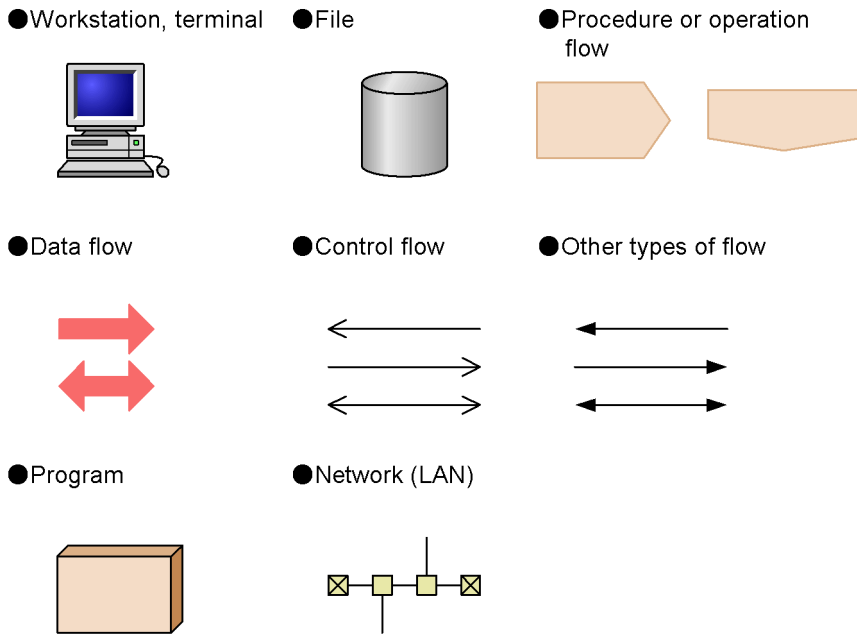 ●Workstation, terminal
●File
●Procedure or operation
flow
●Data flow
●Control flow
●Other types of flow
●Program
●Network (LAN)